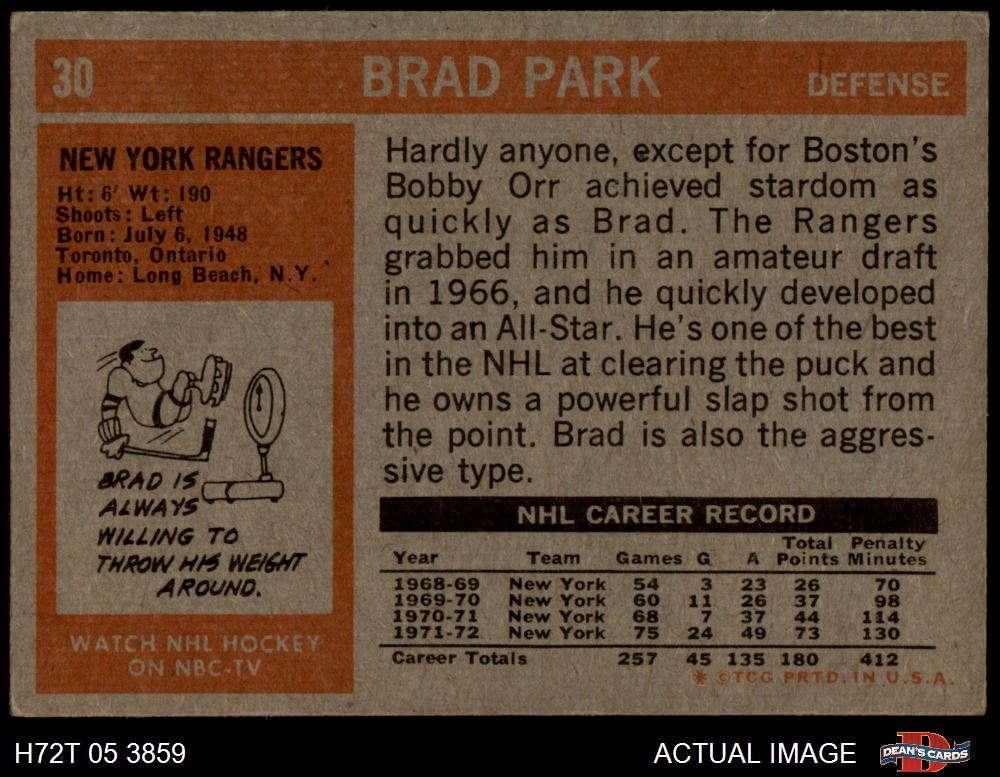 30 BRAD PARK DEFENSE
NEW YORK RANGERS
Ht: 6' Wt: 190
Shoots: Left
Born: July 6, 1948
Toronto, Ontario
Home: Long Beach, N.Y.
BRAD IS
ALWAYS
WILLING TO
THROW HIS WEIGHT
AROUND.
WATCH NHL HOCKEY
ON NBC-TV
Hardly anyone, except for Boston's
Bobby Orr achieved stardom as
quickly as Brad. The Rangers
grabbed him in an amateur draft
in 1966, and he quickly developed
into an All-Star. He's one of the best
in the NHL at clearing the puck and
he owns a powerful slap shot from
the point. Brad is also the aggres-
sive type.
NHL CAREER RECORD
Total Penalty
Year Team Games G A Points Minutes
1968-69 New York 54 3 23 26 70
1969-70 New York 60 11 26 37 98
1970-71 New York 68 7 37 44 114
1971-72 New York 75 24 49 73 130
Career Totals 257 45 135 180 412
* ©TCG PRTD. IN U.S.A.
H72T 05 3859 ACTUAL IMAGE D DEAN'S CARDS